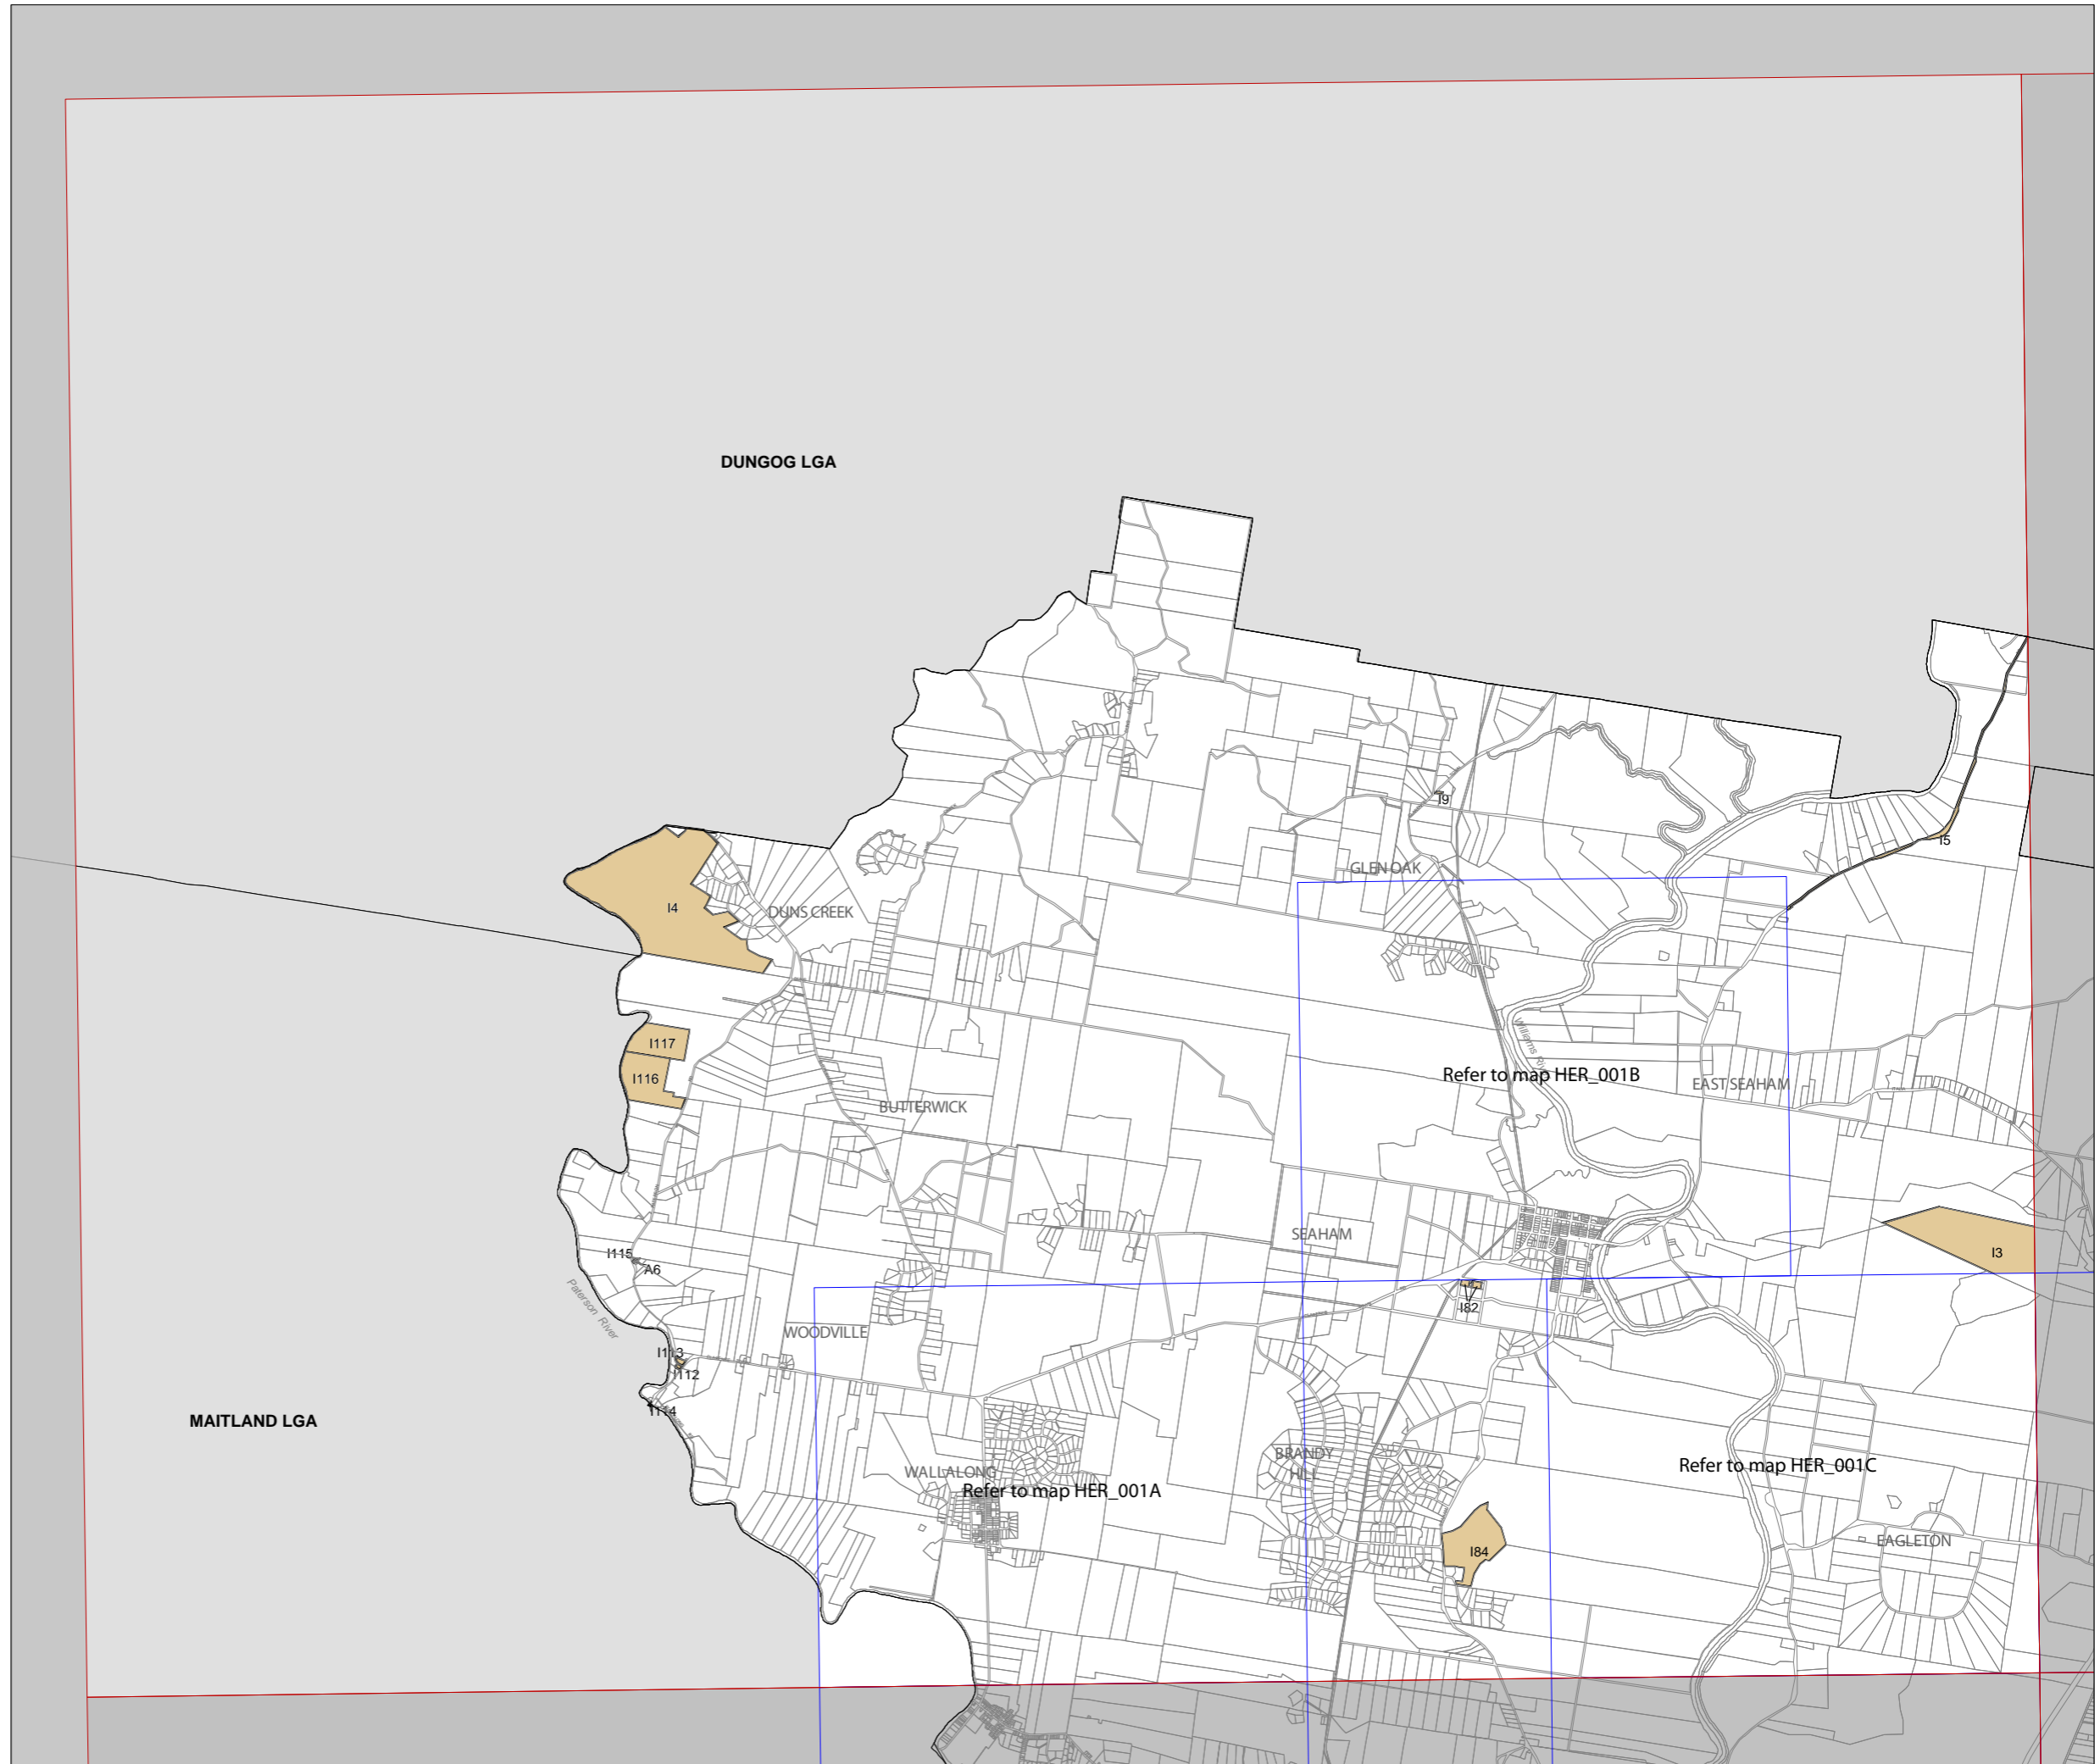 DUNGOG LGA
I9
I5
GLEN OAK
I4
DUNS CREEK
Williams
I117
Refer to map HER_001B
I116
EAST SEAHAM
BUTTERWICK
SEAHAM
I3
I115
A6
Paterson River
I82
WOODVILLE
I113
I112
I114
MAITLAND LGA
BRANDY
HILL
Refer to map HER_001C
WALLALONG
Refer to map HER_001A
I84
EAGLETON